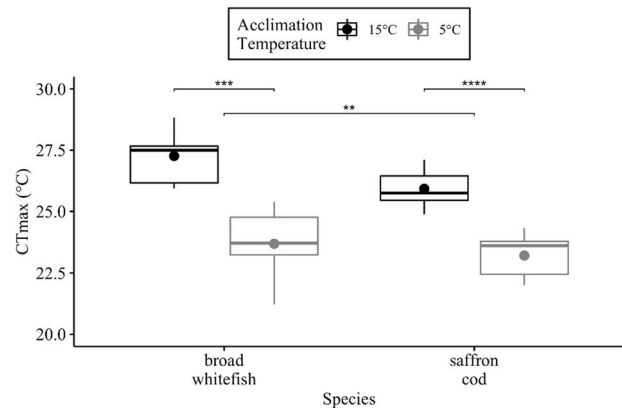 Acclimation
Temperature
15°C
5°C
30.0
27.5
25.0
22.5
20.0
CTmax (°C)
***
**
****
broad
whitefish
saffron
cod
Species